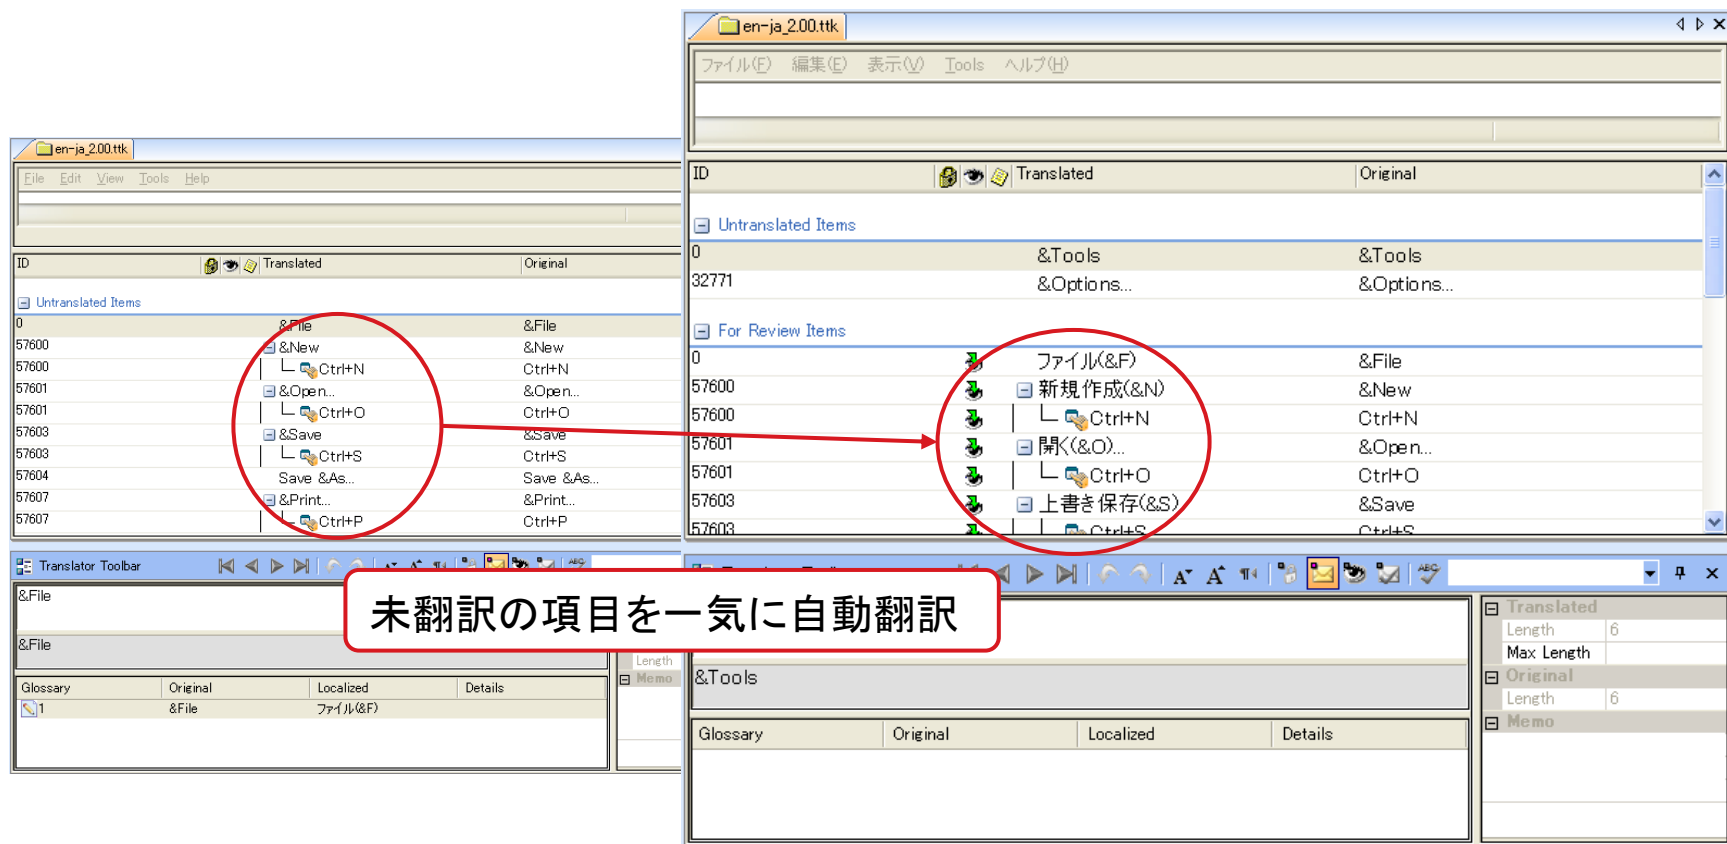 en-ja_2.00.ttk
File Edit View Tools Help
ID Translated Original
Untranslated Items
0 &File &File
57600 &New &New
57600 Ctrl+N Ctrl+N
57601 &Open... &Open...
57601 Ctrl+O Ctrl+O
57603 &Save &Save
57603 Ctrl+S Ctrl+S
57604 Save &As... Save &As...
57607 &Print... &Print...
57607 Ctrl+P Ctrl+P
Translator Toolbar
&File
&File
Length
Memo
Glossary Original Localized Details
1 &File ファイル(&F)
en-ja_2.00.ttk
ファイル(F) 編集(E) 表示(V) Tools ヘルプ(H)
ID Translated Original
Untranslated Items
0 &Tools &Tools
32771 &Options... &Options...
For Review Items
0 ファイル(&F) &File
57600 新規作成(&N) &New
57600 Ctrl+N Ctrl+N
57601 開く(&O)... &Open...
57601 Ctrl+O Ctrl+O
57603 上書き保存(&S) &Save
57603 Ctrl+S Ctrl+S
未翻訳の項目を一気に自動翻訳
&Tools
Glossary Original Localized Details
Translated
Length 6
Max Length
Original
Length 6
Memo